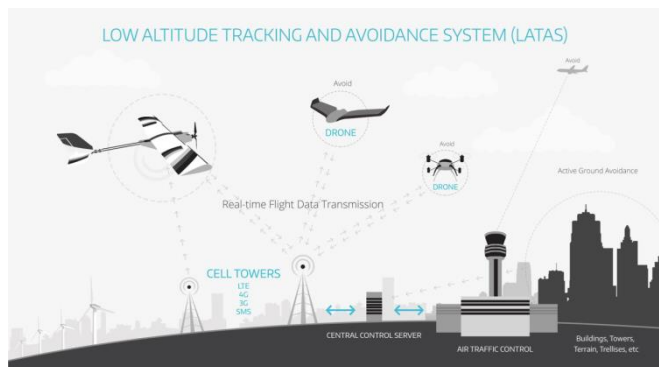 LOW ALTITUDE TRACKING AND AVOIDANCE SYSTEM (LATAS)
Avoid
Avoid
DRONE
Avoid
DRONE
Active Ground Avoidance
Real-time Flight Data Transmission
CELL TOWERS
LTE
4G
3G
SMS
CENTRAL CONTROL SERVER
AIR TRAFFIC CONTROL
Buildings, Towers,
Terrain, Trellises, etc